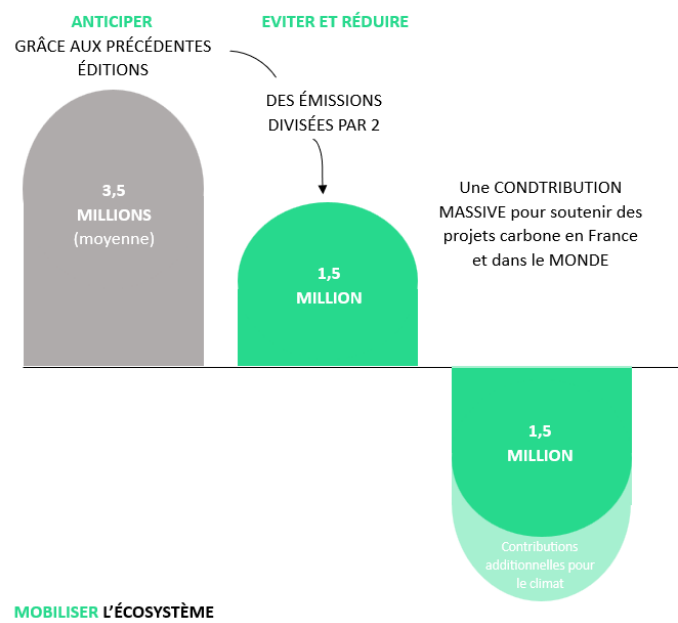 ANTICIPER
GRÂCE AUX PRÉCÉDENTES
ÉDITIONS
EVITER ET RÉDUIRE
DES ÉMISSIONS
DIVISÉES PAR 2
3,5
MILLIONS
(moyenne)
1,5
MILLION
Une CONDTRIBUTION
MASSIVE pour soutenir des
projets carbone en France
et dans le MONDE
1,5
MILLION
Contributions
additionnelles pour
le climat
MOBILISER L'ÉCOSYSTÈME